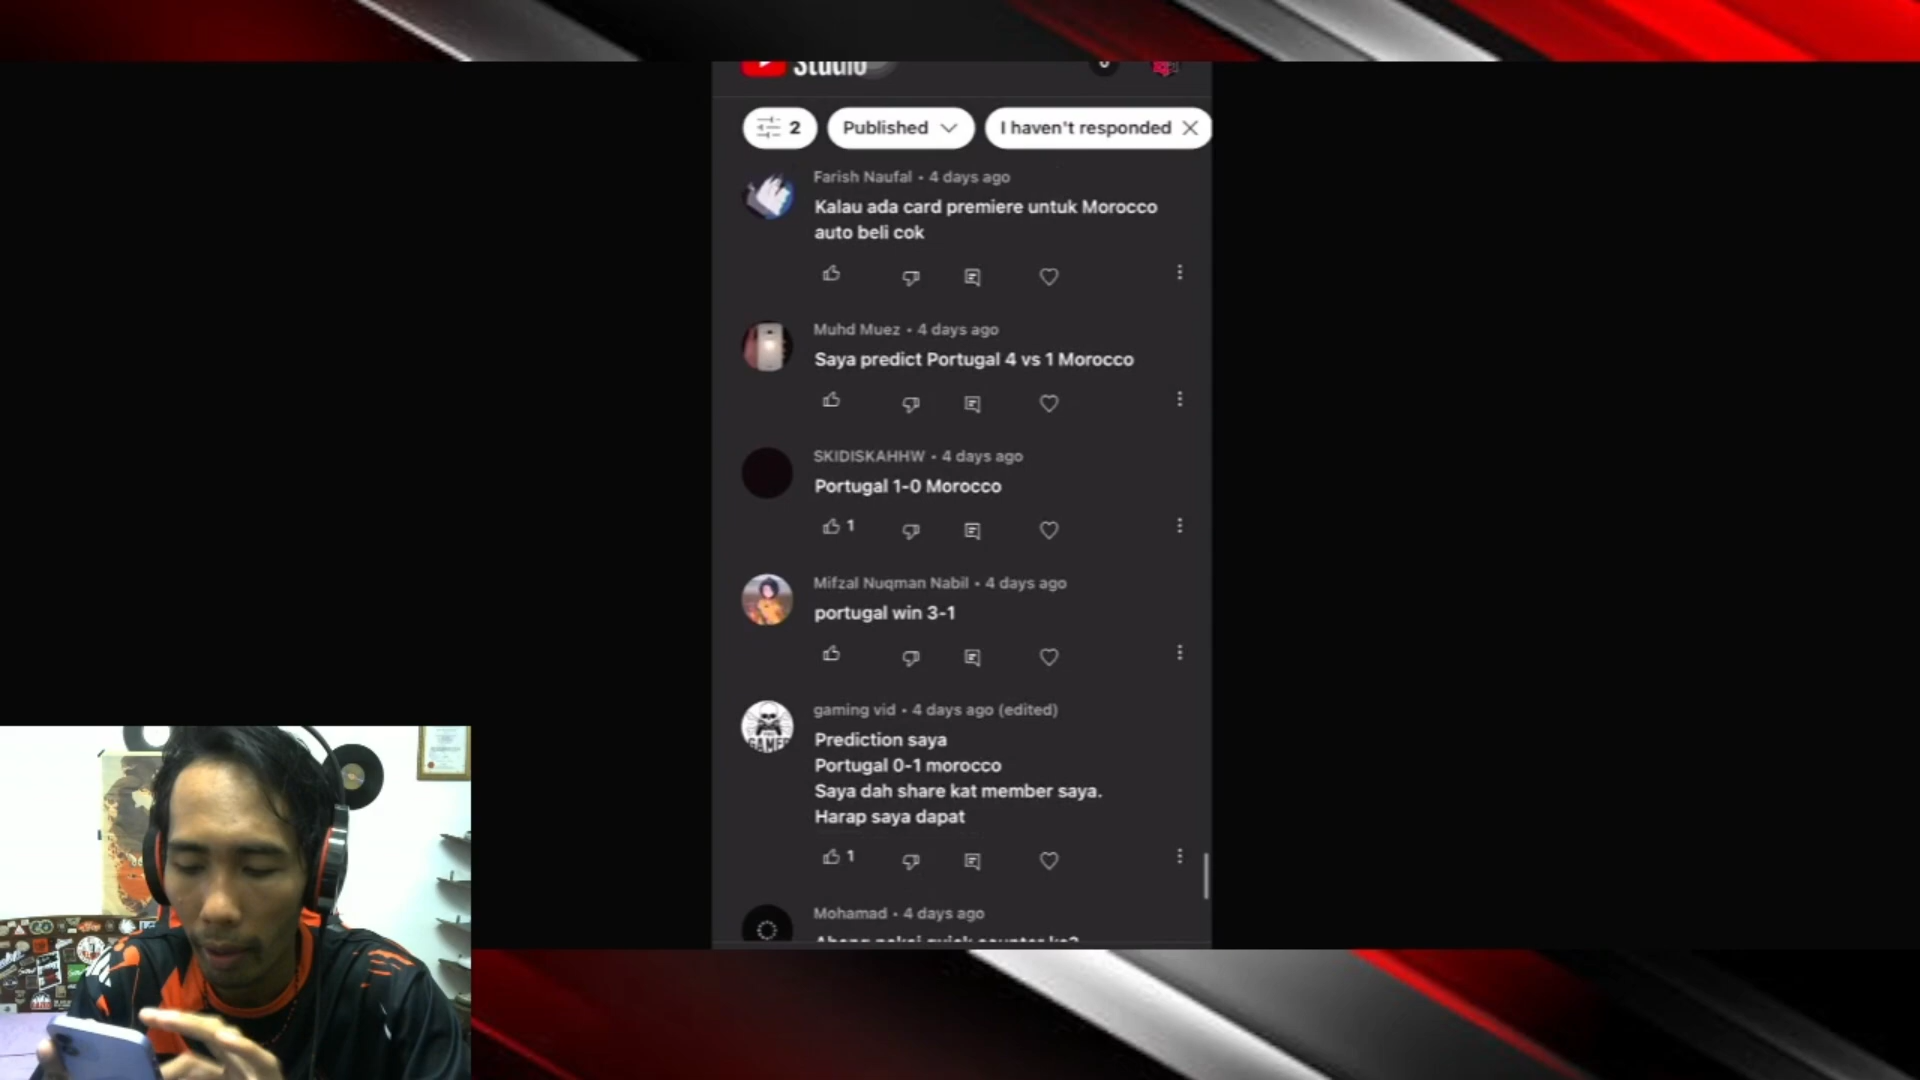 Studio
2
Published
I haven't responded
Farish Naufal • 4 days ago
Kalau ada card premiere untuk Morocco
auto beli cok
Muhd Muez • 4 days ago
Saya predict Portugal 4 vs 1 Morocco
SKIDISKAHHW • 4 days ago
Portugal 1-0 Morocco
1
Mifzal Nuqman Nabil • 4 days ago
portugal win 3-1
gaming vid • 4 days ago (edited)
Prediction saya
Portugal 0-1 morocco
Saya dah share kat member saya.
Harap saya dapat
1
Mohamad • 4 days ago